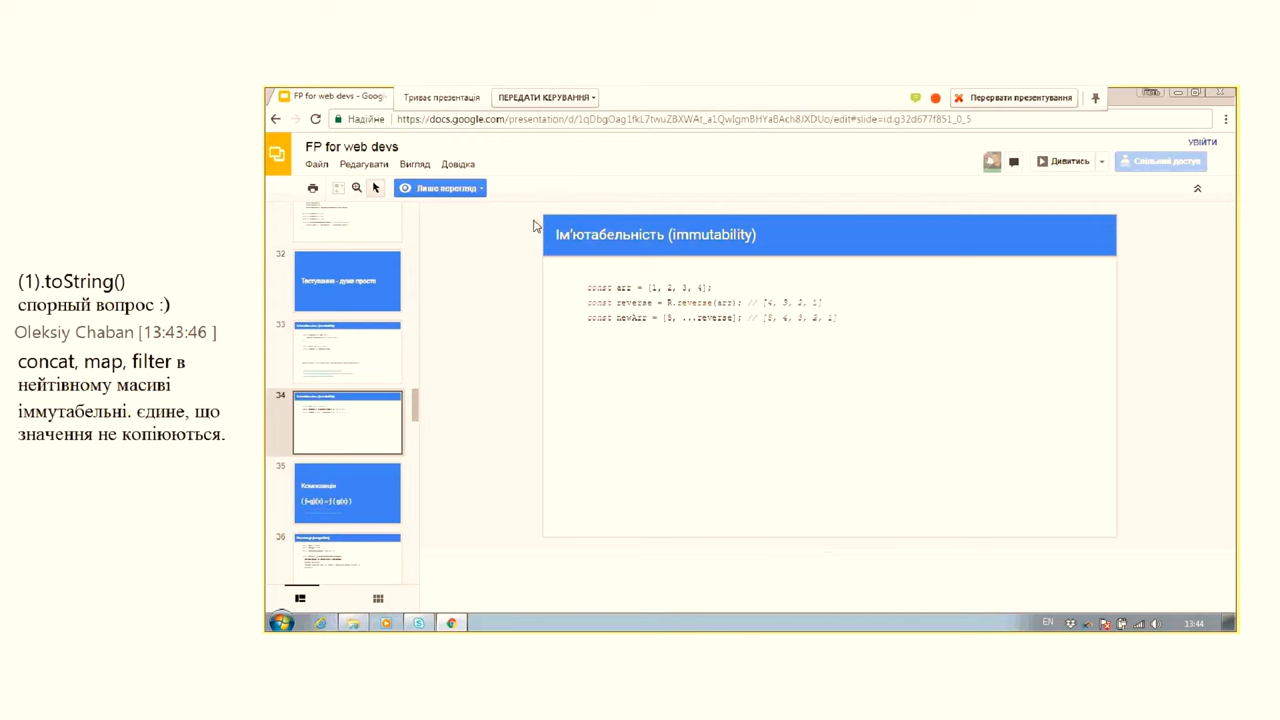 (1).toString()
спорный вопрос :)
Oleksiy Chaban [13:43:46 ]
concat, map, filter в
нейтівному масиві
іммутабельні. єдине, що
значення не копіюються.
FP for web devs - Goog
Триває презентація
ПЕРЕДАТИ КЕРУВАННЯ
Перервати презентування
Надійне
https://docs.google.com/presentation/d/1qDbgOag1fkL7twuZBXWAt_a1QwlgmBHYaBAch8JXDUo/edit#slide=id.g32d677f851_0_5
FP for web devs
УВІЙТИ
Файл Редагувати Вигляд Довідка
Дивитись
Спільний доступ
Лише перегляд
32
Тестування - дуже просто
33
34
35
Композиція
36
Ім’ютабельність (immutability)
const arr = [1, 2, 3, 4];
const reverse = R.reverse(arr); // [4, 3, 2, 1]
const newArr = [5, ...reverse]; // [5, 4, 3, 2, 1]
EN
13:44